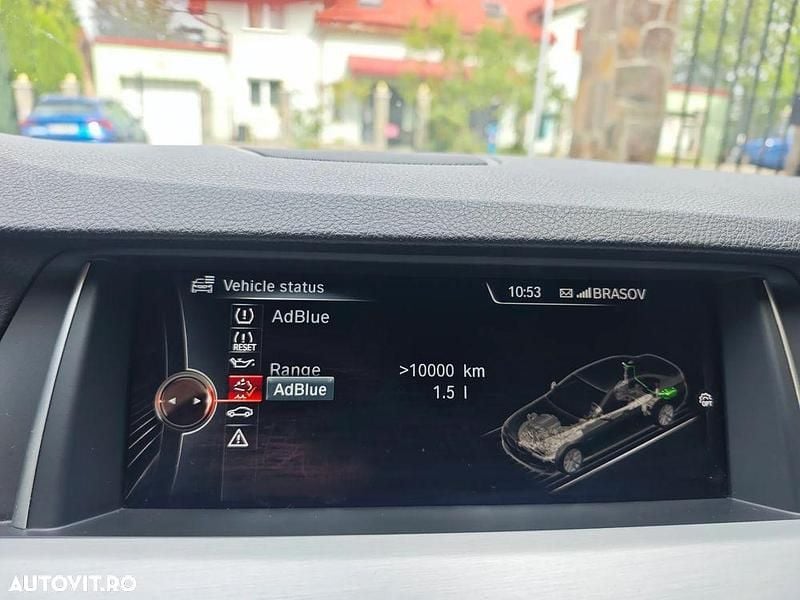 Vehicle status
10:53
BRASOV
AdBlue
RESET
Range >10000 km
AdBlue 1.5 l
OFF
AUTOVIT.RO